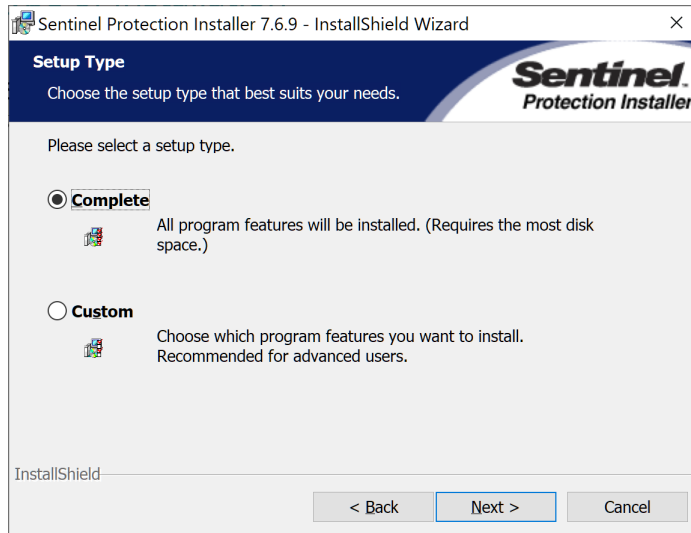 Sentinel Protection Installer 7.6.9 - InstallShield Wizard
Setup Type
Choose the setup type that best suits your needs.
Sentinel.
Protection Installer
Please select a setup type.
Complete
All program features will be installed. (Requires the most disk
space.)
Custom
Choose which program features you want to install.
Recommended for advanced users.
InstallShield
< Back
Next >
Cancel